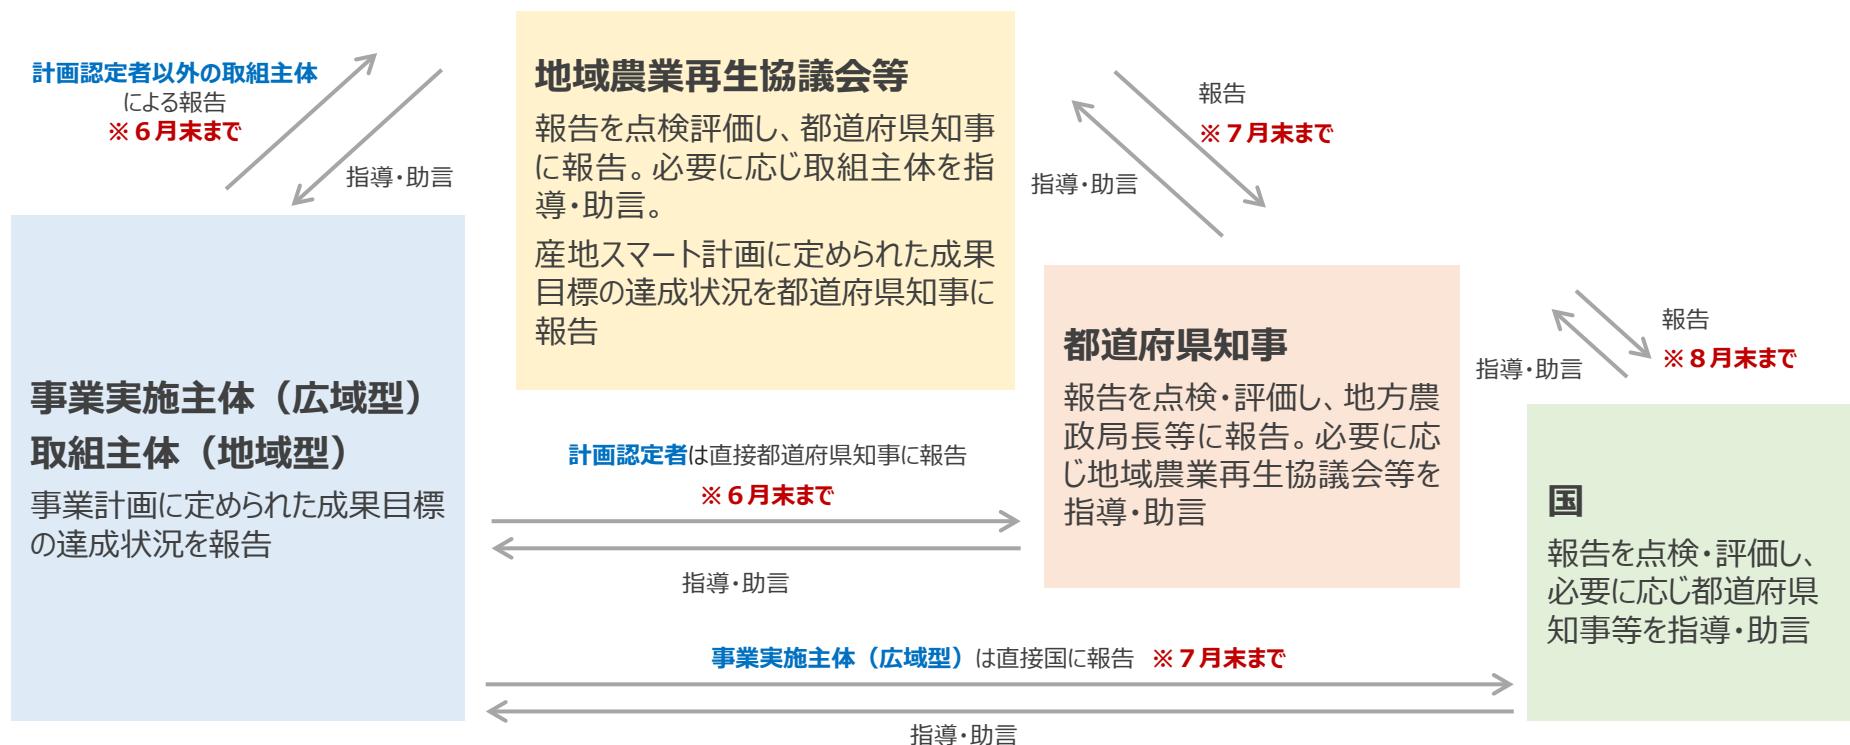 計画認定者以外の取組主体
による報告
※６月末まで
指導・助言
地域農業再生協議会等
報告を点検評価し、都道府県知事
に報告。必要に応じ取組主体を指
導・助言。
産地スマート計画に定められた成果
目標の達成状況を都道府県知事に
報告
報告
※７月末まで
指導・助言
事業実施主体（広域型）
取組主体（地域型）
事業計画に定められた成果目標
の達成状況を報告
計画認定者は直接都道府県知事に報告
※６月末まで
指導・助言
都道府県知事
報告を点検・評価し、地方農
政局長等に報告。必要に応
じ地域農業再生協議会等を
指導・助言
報告
※８月末まで
指導・助言
国
報告を点検・評価し、
必要に応じ都道府県
知事等を指導・助言
事業実施主体（広域型）は直接国に報告 ※７月末まで
指導・助言